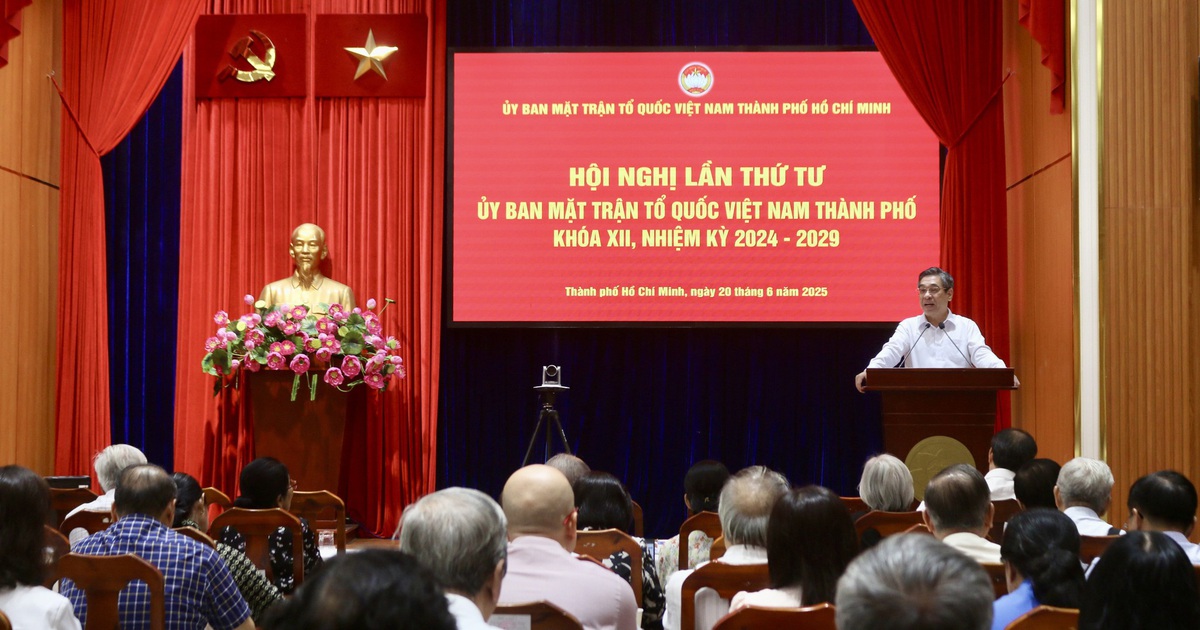 ỦY BAN MẶT TRẬN TỔ QUỐC VIỆT NAM THÀNH PHỐ HỒ CHÍ MINH
HỘI NGHỊ LẦN THỨ TƯ
ỦY BAN MẶT TRẬN TỔ QUỐC VIỆT NAM THÀNH PHỐ
KHÓA XII, NHIỆM KỲ 2024 - 2029
Thành phố Hồ Chí Minh, ngày 20 tháng 6 năm 2025